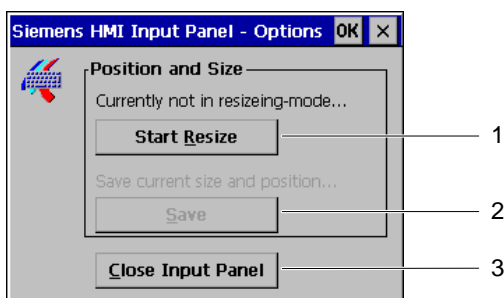 Siemens HMI Input Panel - Options OK ×
Position and Size
Currently not in resizeing-mode...
Start Resize 1
Save current size and position...
Save 2
Close Input Panel 3